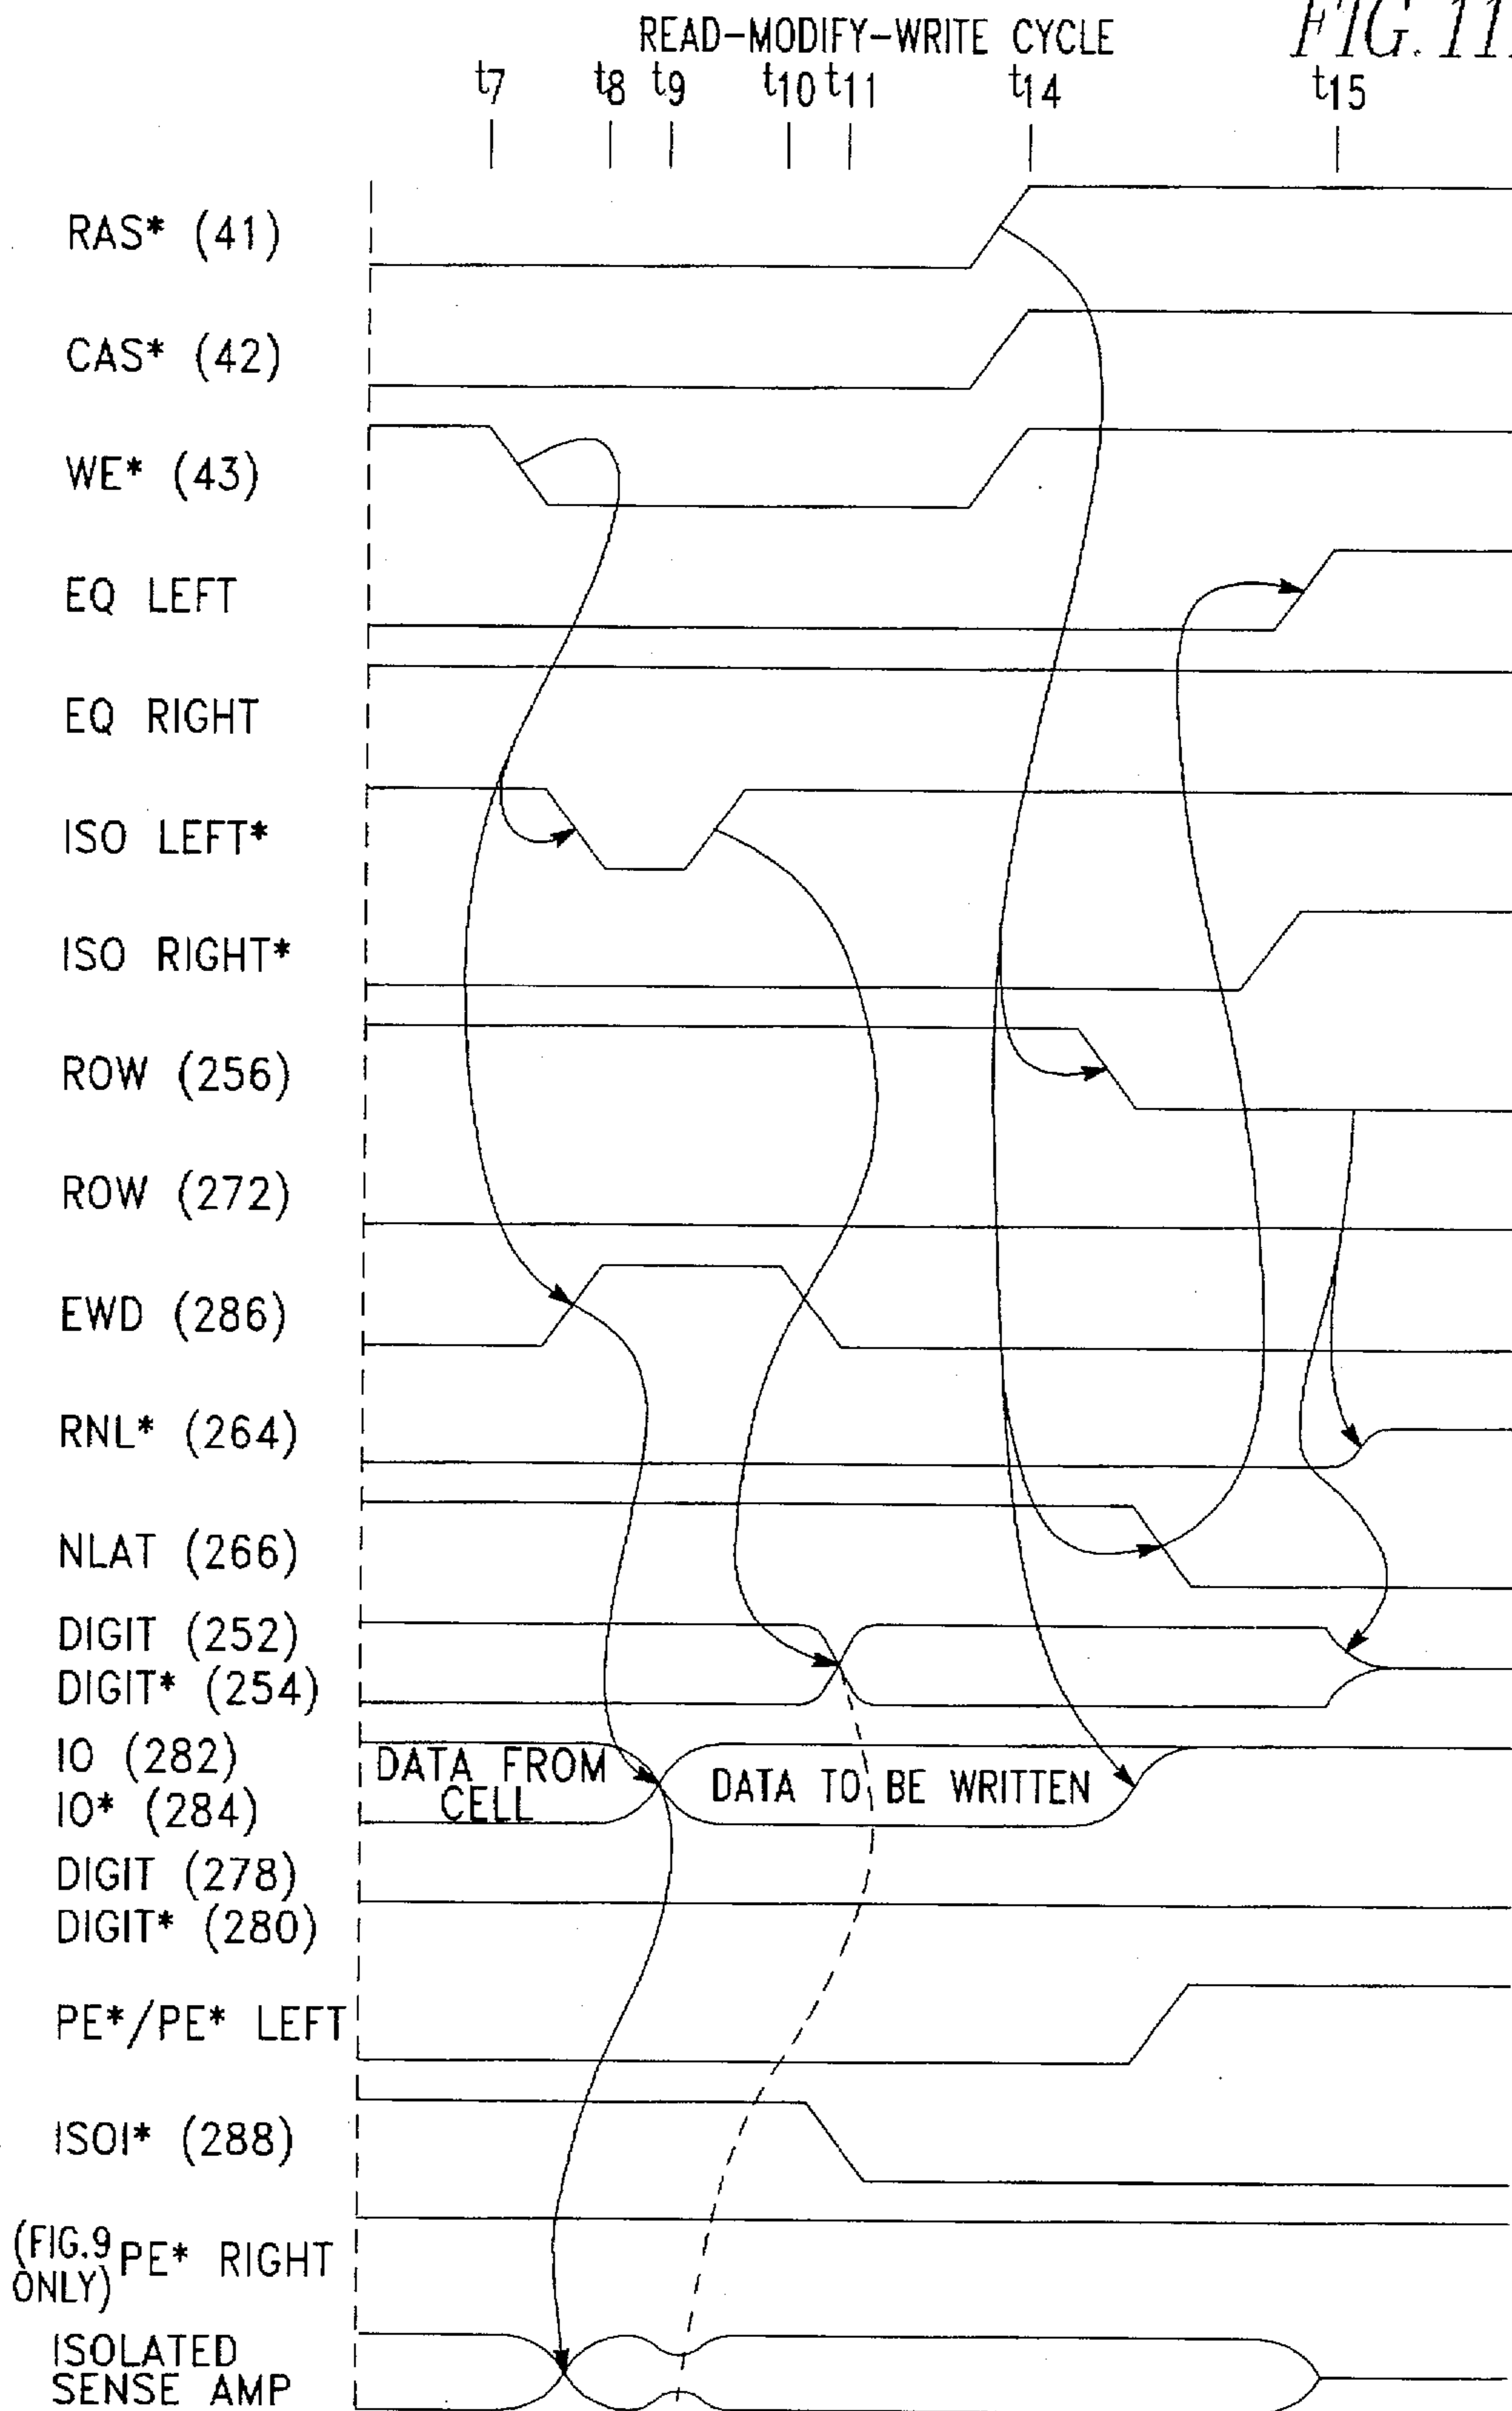 READ-MODIFY-WRITE CYCLE
FIG. 11
t7 t8 t9 t10 t11 t14 t15
RAS* (41)
CAS* (42)
WE* (43)
EQ LEFT
EQ RIGHT
ISO LEFT*
ISO RIGHT*
ROW (256)
ROW (272)
EWD (286)
RNL* (264)
NLAT (266)
DIGIT (252)
DIGIT* (254)
IO (282)
IO* (284)
DATA FROM
CELL
DATA TO BE WRITTEN
DIGIT (278)
DIGIT* (280)
PE*/PE* LEFT
ISOI* (288)
(FIG.9
ONLY)
PE* RIGHT
ISOLATED
SENSE AMP